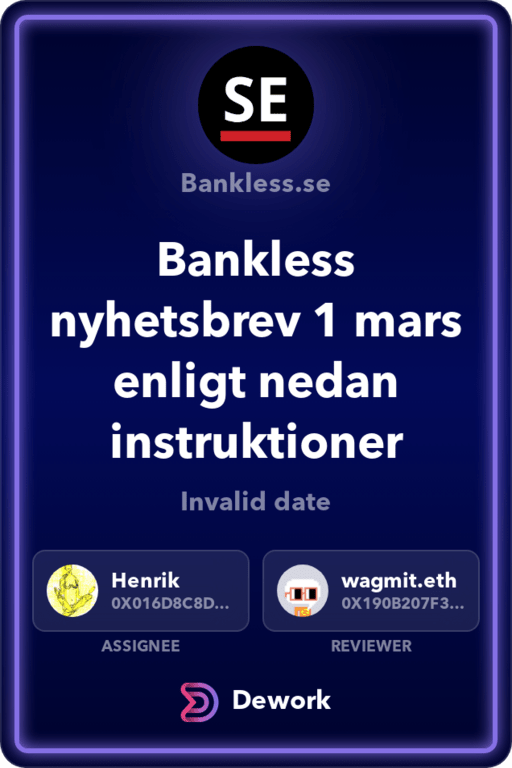 SE
Bankless.se
Bankless
nyhetsbrev 1 mars
enligt nedan
instruktioner
Invalid date
Henrik
0X016D8C8D...
ASSIGNEE
wagmit.eth
0X190B207F3...
REVIEWER
Dework